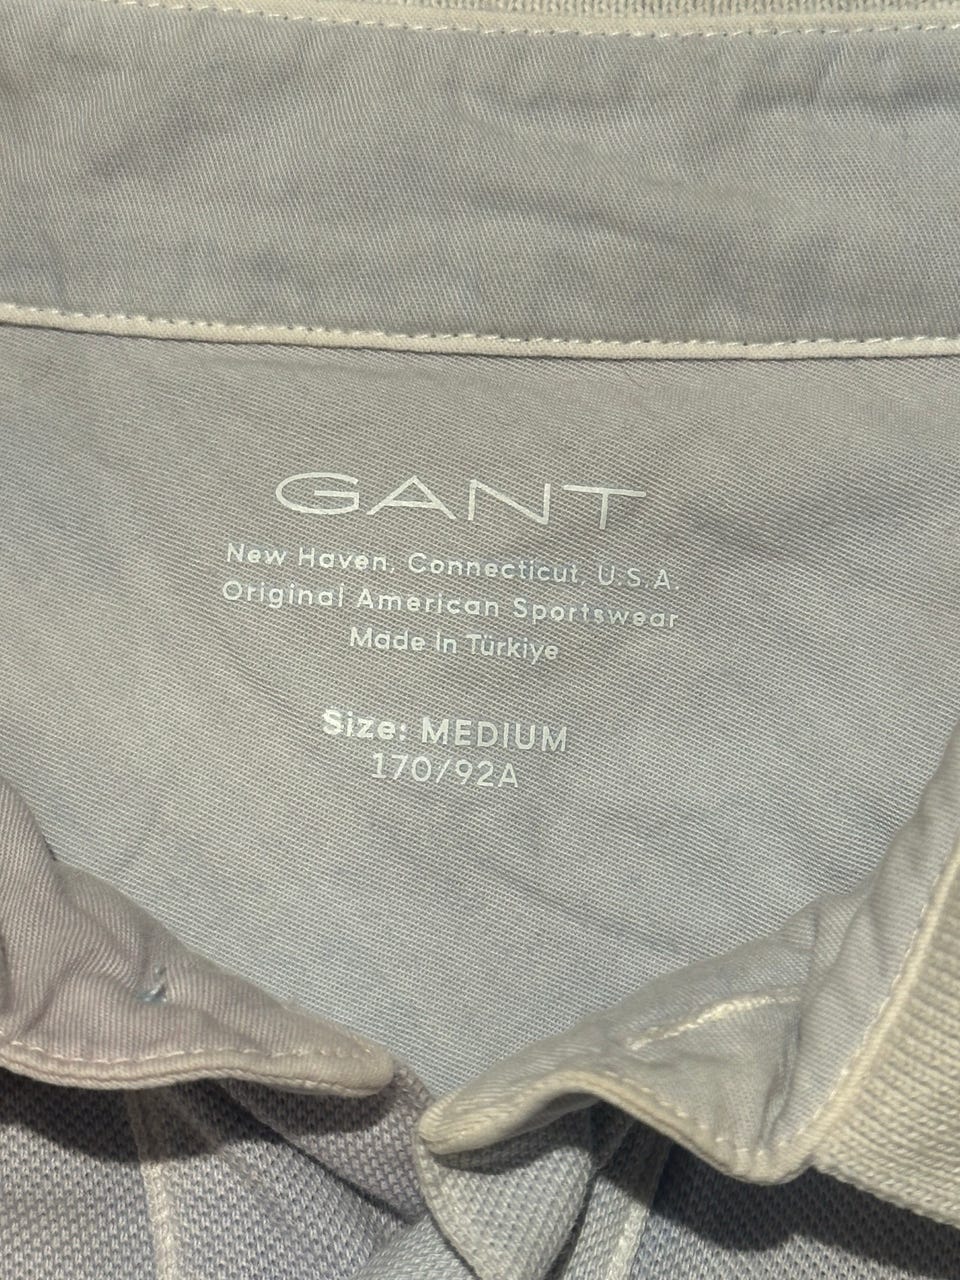 GANT
New Haven, Connecticut, U.S.A.
Original American Sportswear
Made In Türkiye
Size: MEDIUM
170/92A